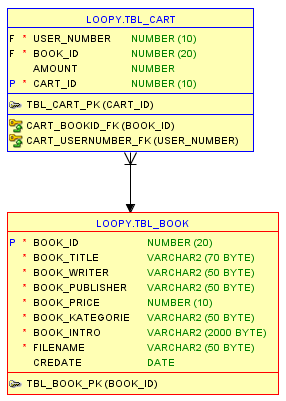 LOOPY.TBL_CART
F * USER_NUMBER NUMBER (10)
F * BOOK_ID NUMBER (20)
AMOUNT NUMBER
P * CART_ID NUMBER (10)
TBL_CART_PK (CART_ID)
CART_BOOKID_FK (BOOK_ID)
CART_USERNUMBER_FK (USER_NUMBER)
LOOPY.TBL_BOOK
P * BOOK_ID NUMBER (20)
* BOOK_TITLE VARCHAR2 (70 BYTE)
* BOOK_WRITER VARCHAR2 (50 BYTE)
* BOOK_PUBLISHER VARCHAR2 (50 BYTE)
* BOOK_PRICE NUMBER (10)
* BOOK_KATEGORIE VARCHAR2 (50 BYTE)
* BOOK_INTRO VARCHAR2 (2000 BYTE)
* FILENAME VARCHAR2 (50 BYTE)
CREDATE DATE
TBL_BOOK_PK (BOOK_ID)